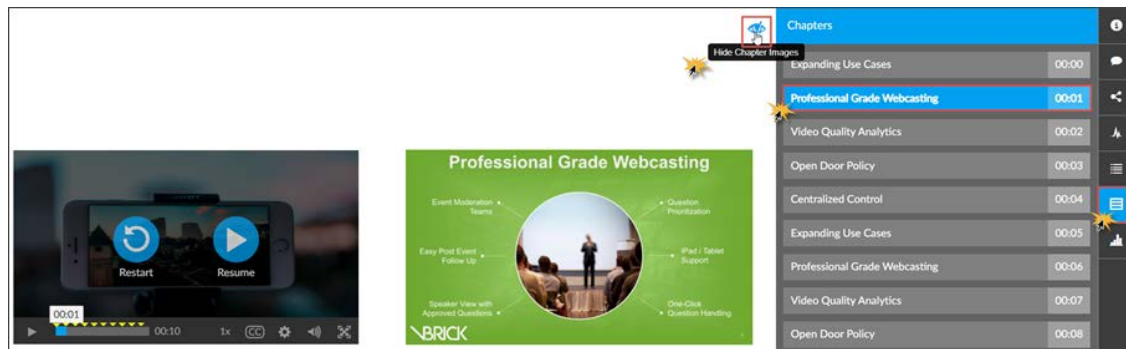 Hide Chapter Images
Chapters
Expanding Use Cases 00:00
Professional Grade Webcasting 00:01
Video Quality Analytics 00:02
Open Door Policy 00:03
Centralized Control 00:04
Expanding Use Cases 00:05
Professional Grade Webcasting 00:06
Video Quality Analytics 00:07
Open Door Policy 00:08
Restart Resume
00:01
00:10 1x CC
Professional Grade Webcasting
Event Moderation
Teams
Easy Post Event
Follow Up
Speaker View with
Approved Questions
Question
Prioritization
iPad / Tablet
Support
One-Click
Question Handling
VBRICK